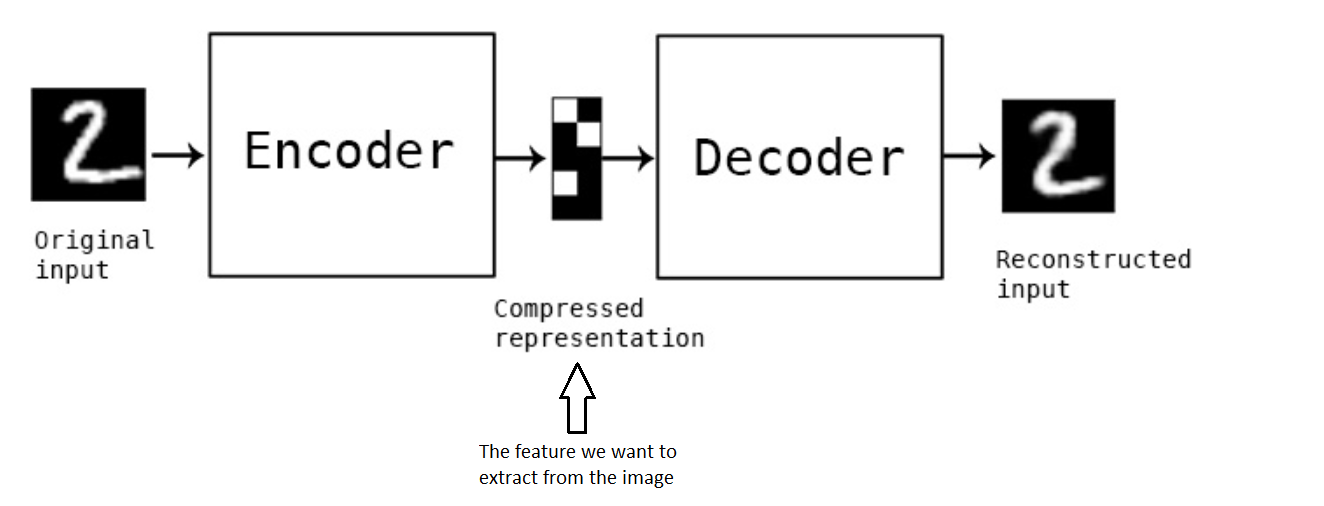 Encoder
Decoder
Original
input
Compressed
representation
Reconstructed
input
The feature we want to
extract from the image